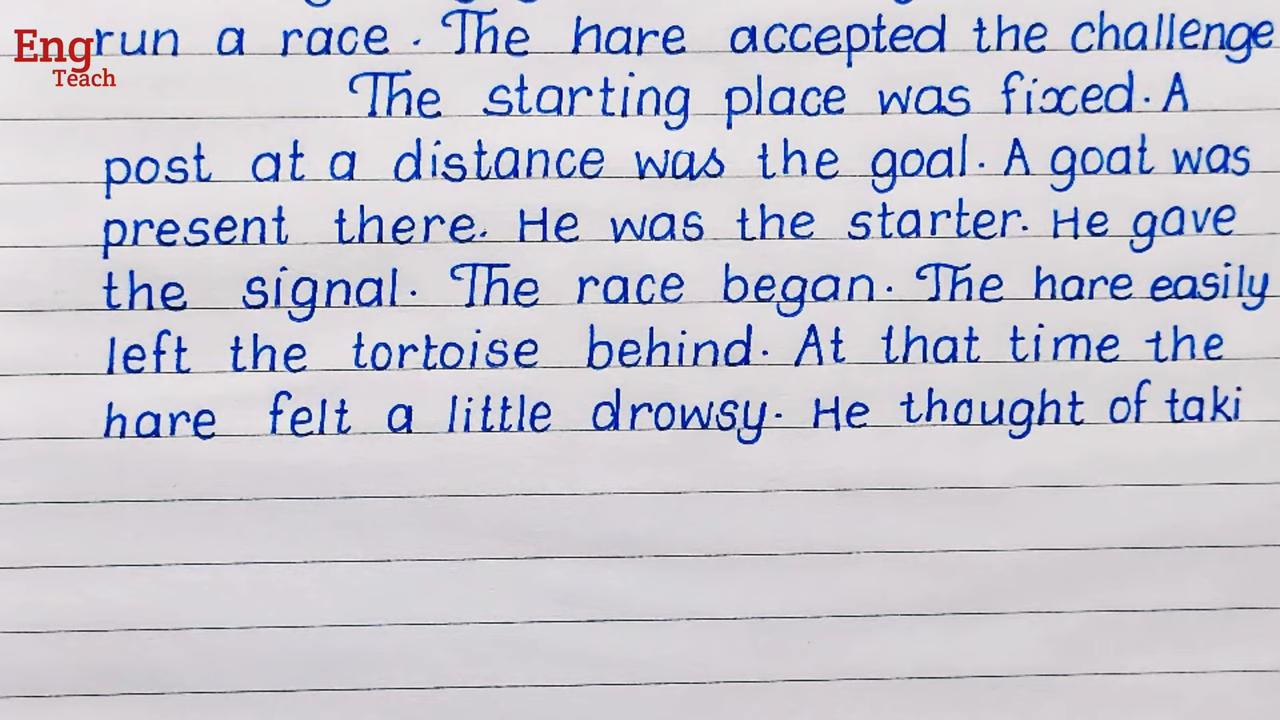 Eng
Teach
run a race. The hare accepted the challenge
The starting place was fixed. A
post at a distance was the goal. A goat was
present there. He was the starter. He gave
the signal. The race began. The hare easily
left the tortoise behind. At that time the
hare felt a little drowsy. He thought of taki